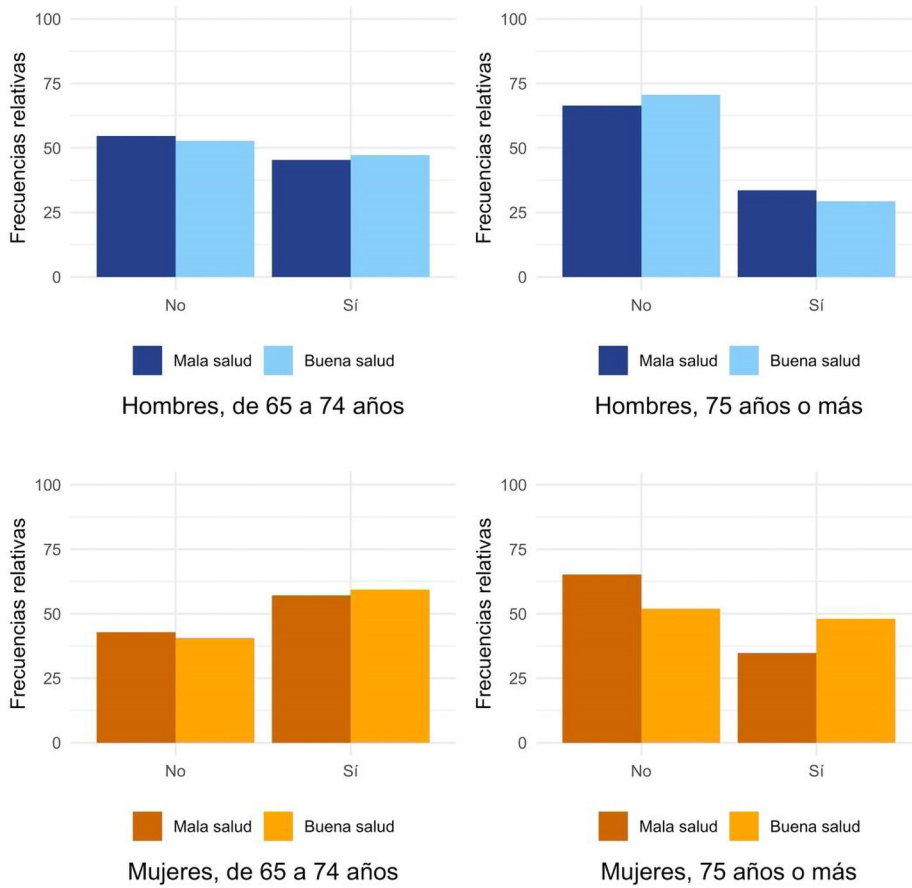 Frecuencias relativas
100
75
50
25
0
No Sí
Mala salud Buena salud
Hombres, de 65 a 74 años
Frecuencias relativas
100
75
50
25
0
No Sí
Mala salud Buena salud
Hombres, 75 años o más
Frecuencias relativas
100
75
50
25
0
No Sí
Mala salud Buena salud
Mujeres, de 65 a 74 años
Frecuencias relativas
100
75
50
25
0
No Sí
Mala salud Buena salud
Mujeres, 75 años o más